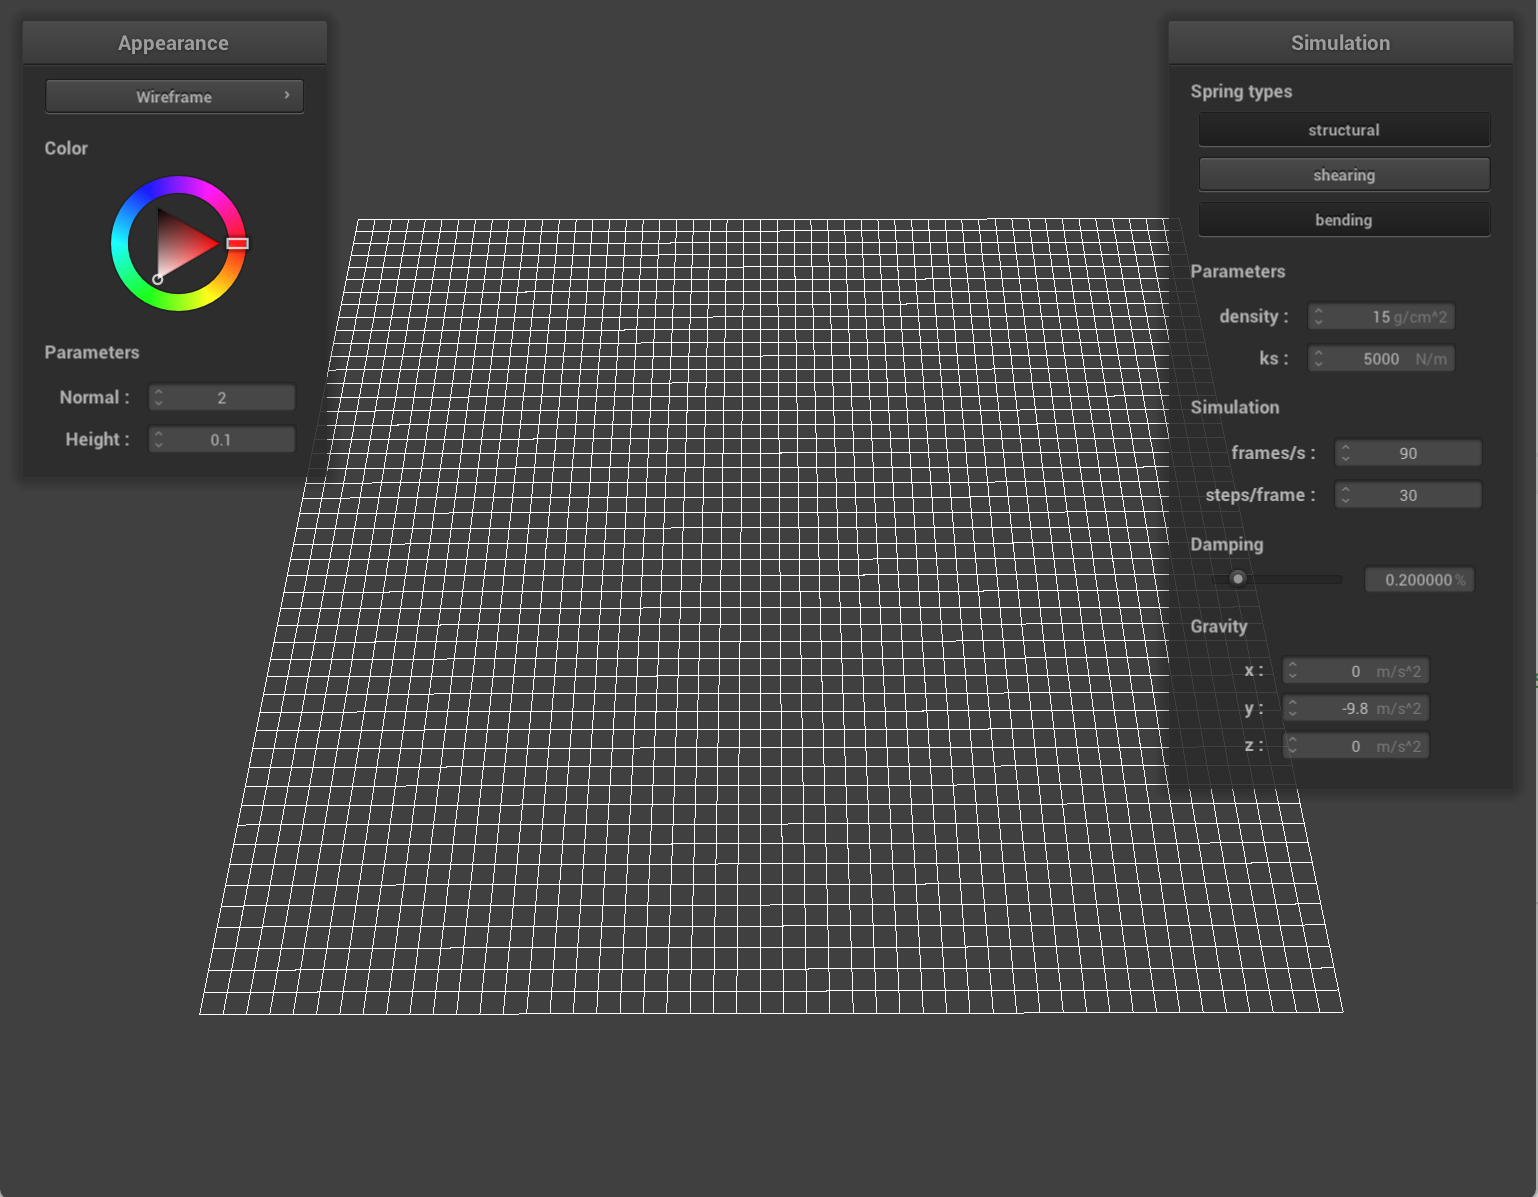 Appearance
Wireframe
Color
Parameters
Normal : 2
Height : 0.1
Simulation
Spring types
structural
shearing
bending
Parameters
density : 15 g/cm^2
ks : 5000 N/m
Simulation
frames/s : 90
steps/frame : 30
Damping
0.200000 %
Gravity
x : 0 m/s^2
y : -9.8 m/s^2
z : 0 m/s^2